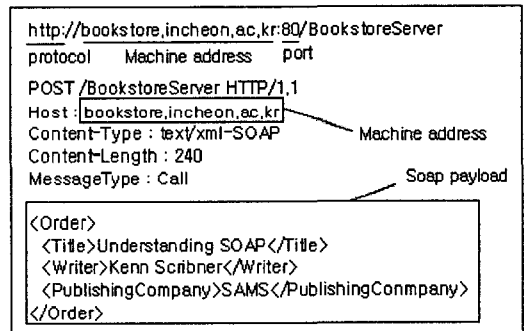 http://bookstore,incheon,ac,kr:80/BookstoreServer
protocol Machine address port
POST /BookstoreServer HTTP/1,1
Host : bookstore,incheon,ac,kr
Content-Type : text/xml-SOAP
Machine address
Content-Length : 240
MessageType : Call
Soap payload
<Order>
<Title>Understanding SOAP</Title>
<Writer>Kenn Scribner</Writer>
<PublishingCompany>SAMS</PublishingConmpany>
</Order>